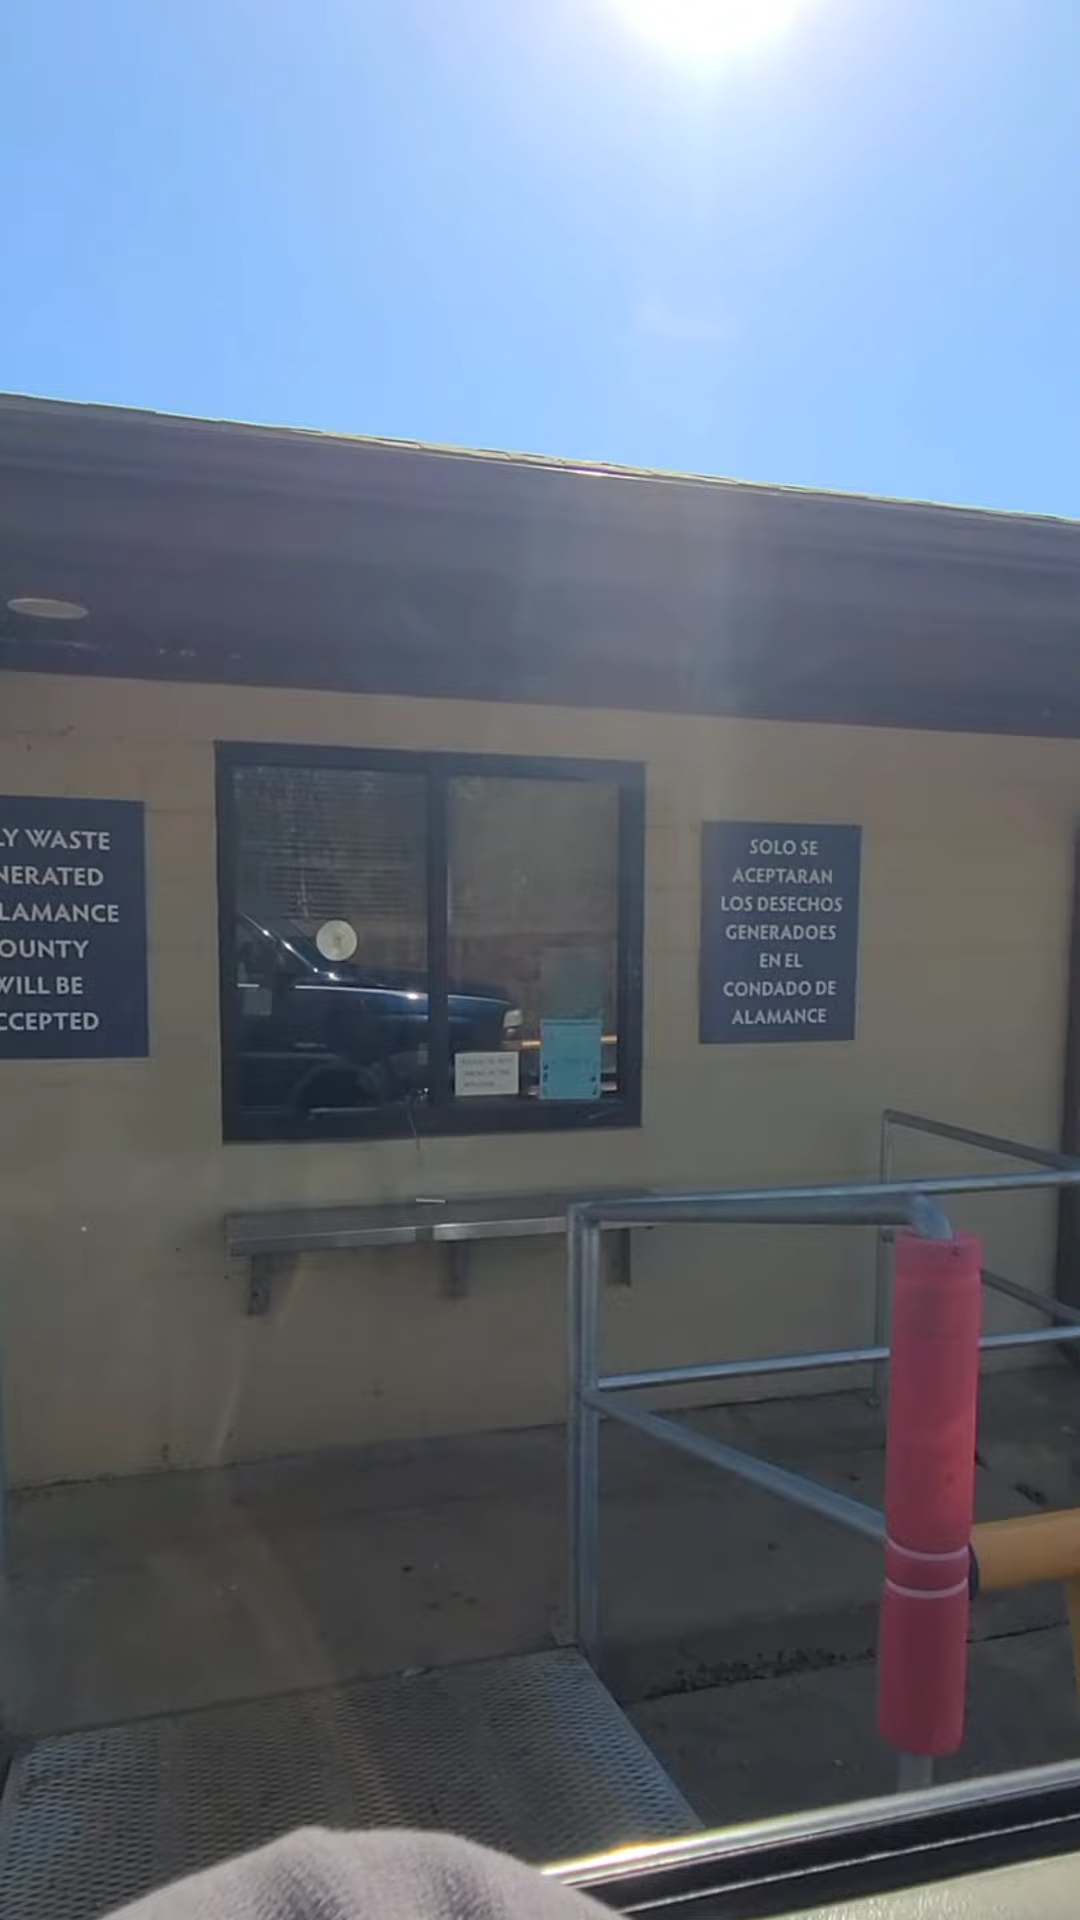 LY WASTE
NERATED
LAMANCE
OUNTY
WILL BE
CCEPTED
SOLO SE
ACEPTARAN
LOS DESECHOS
GENERADOES
EN EL
CONDADO DE
ALAMANCE